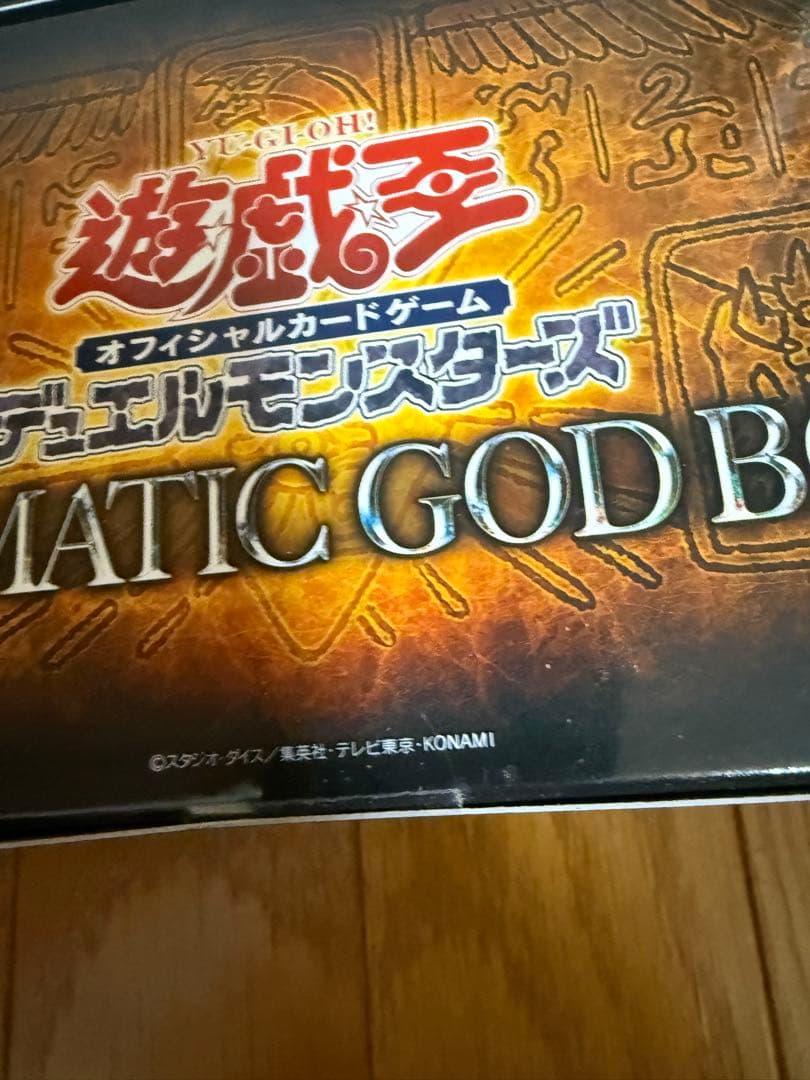 YU-GI-OH!
遊☆戯☆王
オフィシャルカードゲーム
デュエルモンスターズ
MATIC GOD BO
©スタジオ・ダイス／集英社・テレビ東京・KONAMI